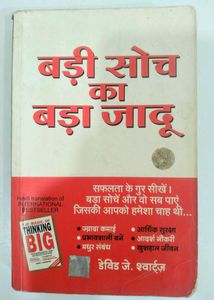 बड़ी सोच
का
बड़ा जादू
सफलता के गुर सीखें।
बड़ा सोचें और वो सब पाएं
जिसकी आपको हमेशा चाह थी...
Hindi translation of
INTERNATIONAL
BESTSELLER
THINKING
BIG
• ज़्यादा कमाई
• प्रभावशाली बनें
• मधुर संबंध
• आर्थिक सुरक्षा
• आदर्श नौकरी
• खुशहाल जीवन
डेविड जे. श्वार्ट्ज़